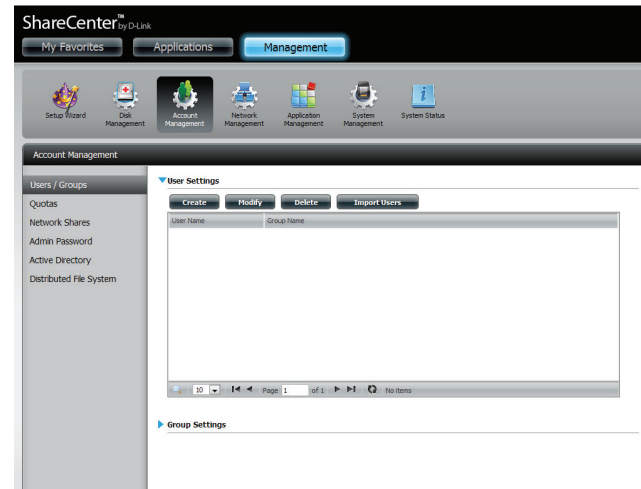 ShareCenter™ by D-Link
My Favorites Applications Management
Setup Wizard Disk Management Account Management Network Management Application Management System Management System Status
Account Management
Users / Groups
Quotas
Network Shares
Admin Password
Active Directory
Distributed File System
User Settings
Create Modify Delete Import Users
User Name Group Name
10 Page 1 of 1 No items
Group Settings